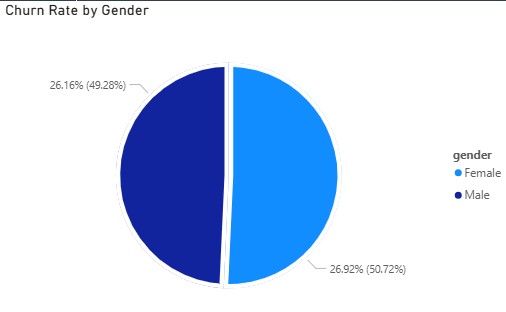 Churn Rate by Gender
26.16% (49.28%)
gender
Female
Male
26.92% (50.72%)